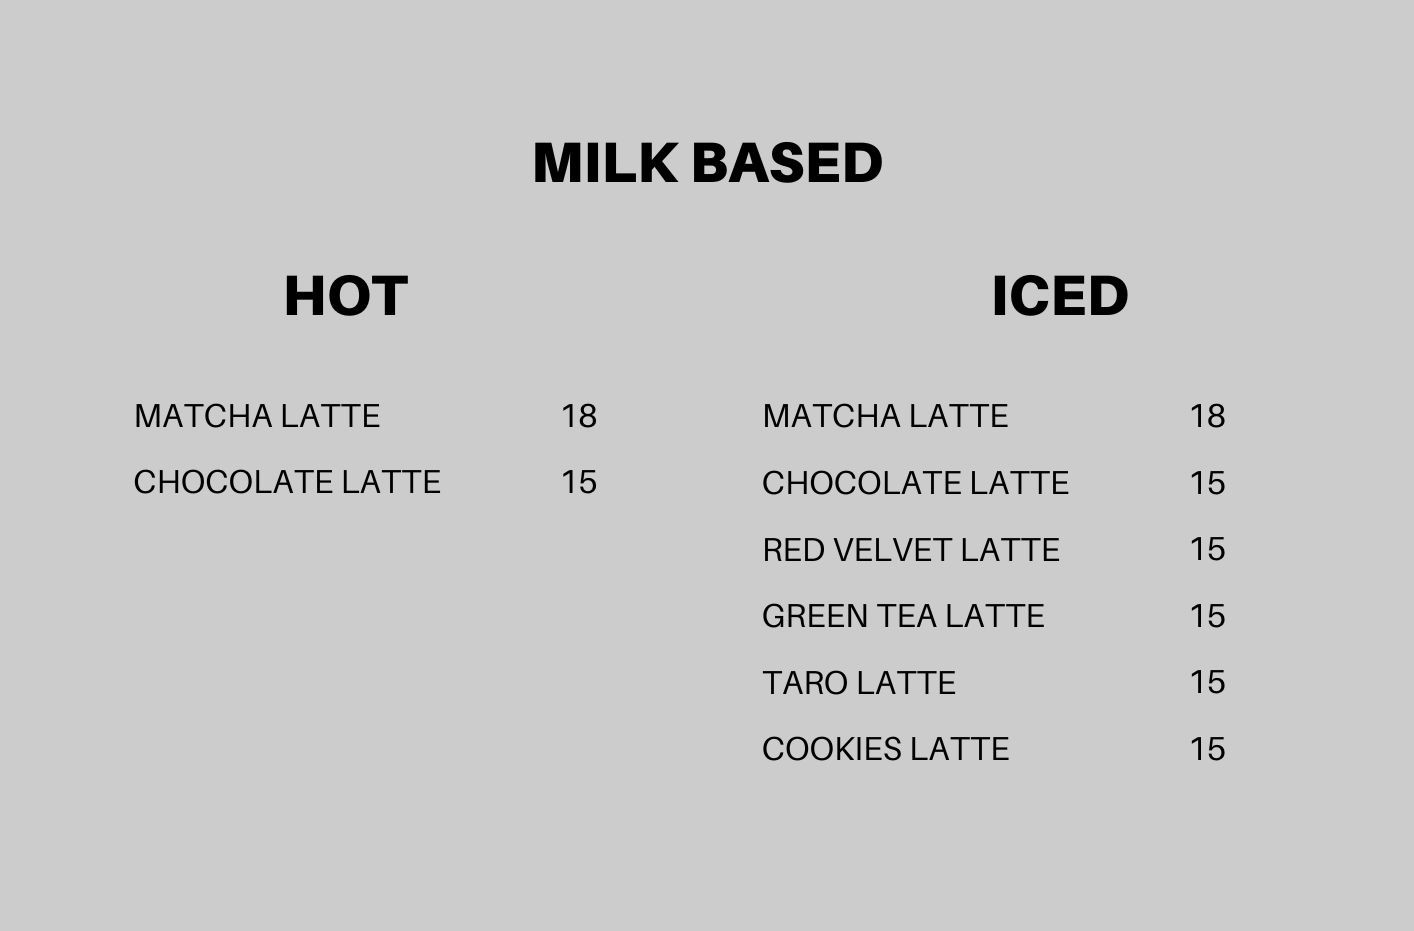 MILK BASED
HOT
MATCHA LATTE 18
CHOCOLATE LATTE 15
ICED
MATCHA LATTE 18
CHOCOLATE LATTE 15
RED VELVET LATTE 15
GREEN TEA LATTE 15
TARO LATTE 15
COOKIES LATTE 15